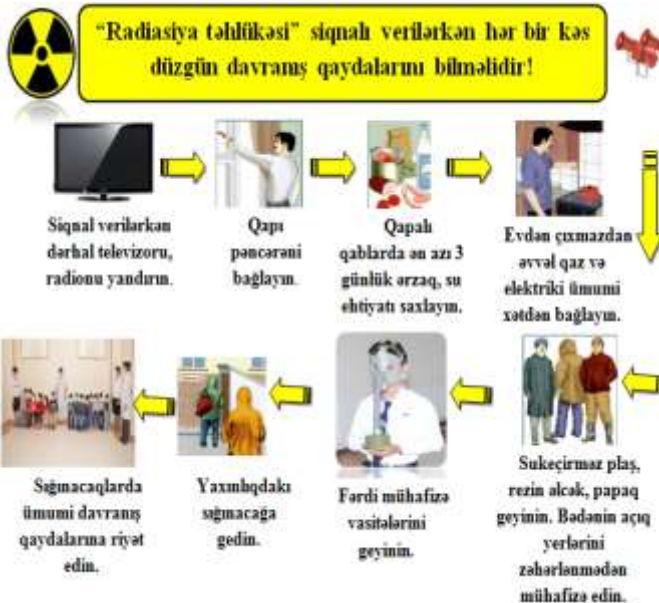 “Radiasiya təhlükəsi” siqnalı verilərkən hər bir kəs
düzgün davranış qaydalarını bilməlidir!
Siqnal verilərkən
dərhal televizoru,
radionu yandırın.
Qapı
pəncərəni
bağlayın.
Qapalı
qablarda ən azı 3
günlük ərzaq, su
ehtiyatı saxlayın.
Evdən çıxmazdan
əvvəl qaz və
elektriki ümumi
xətdən bağlayın.
Sukeçirməz plaş,
rezin əlcək, papaq
geyinin. Bədənin açıq
yerlərini
zəhərlənmədən
mühafizə edin.
Fərdi mühafizə
vasitələrini
geyinin.
Yaxınlıqdakı
sığınacağa
gedin.
Sığınacaqlarda
ümumi davranış
qaydalarına riyət
edin.